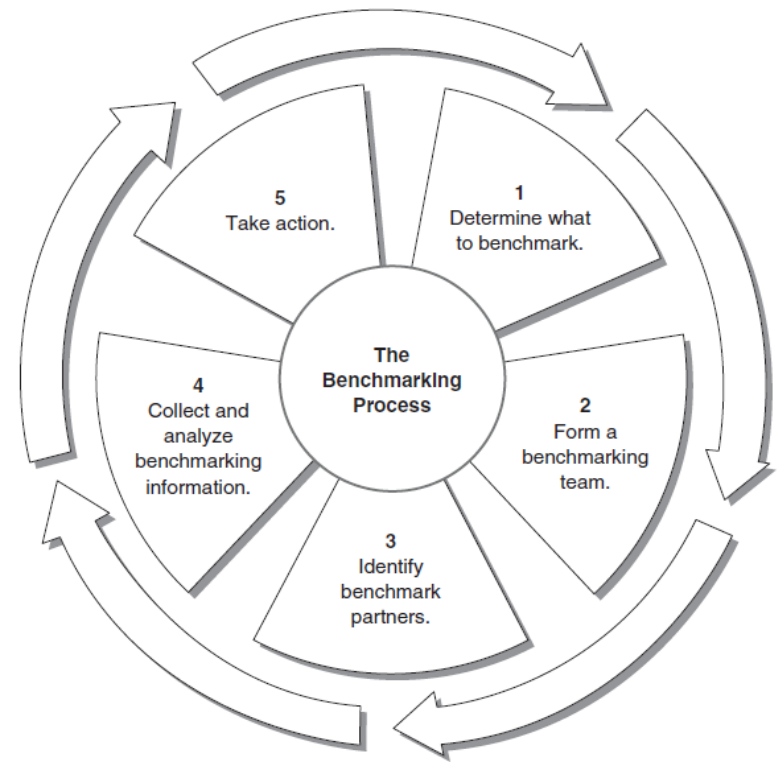 The
Benchmarking
Process
1
Determine what
to benchmark.
2
Form a
benchmarking
team.
3
Identify
benchmark
partners.
4
Collect and
analyze
benchmarking
information.
5
Take action.